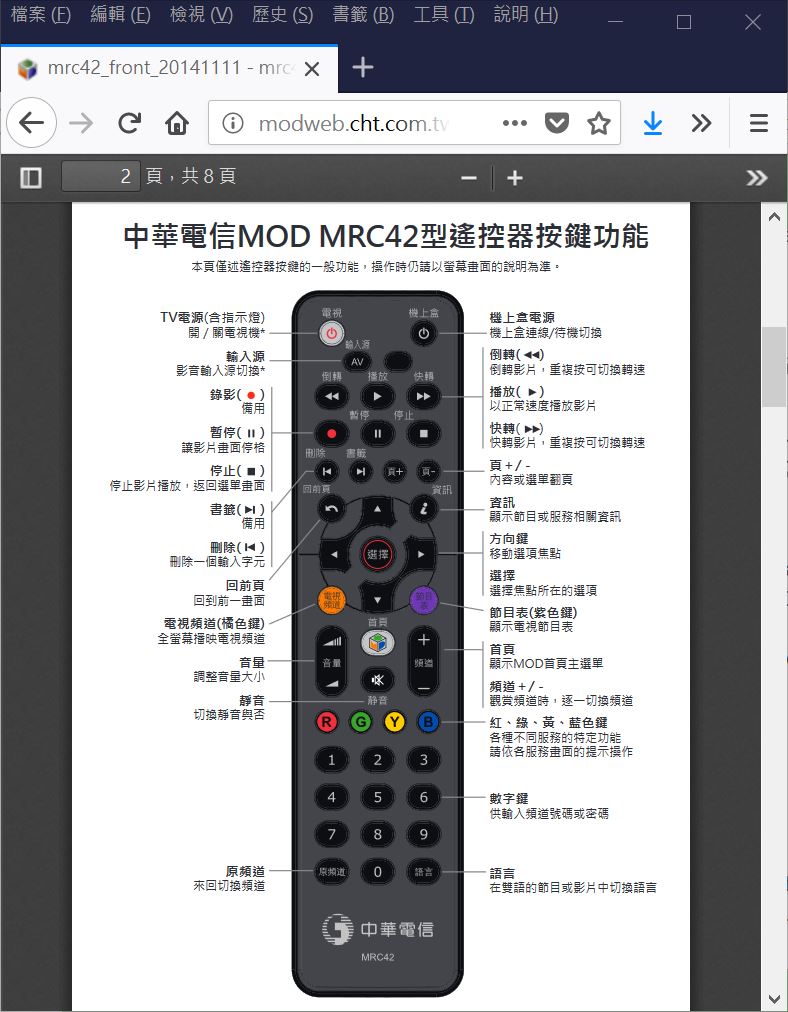 檔案 (F) 編輯 (E) 檢視 (V) 歷史 (S) 書籤 (B) 工具 (T) 說明 (H)
mrc42_front_20141111 - mrc4
modweb.cht.com.tw
2 頁，共 8 頁
中華電信MOD MRC42型遙控器按鍵功能
本頁僅述遙控器按鍵的一般功能，操作時仍請以螢幕畫面的說明為準。
TV電源(含指示燈)
開 / 關電視機*
輸入源
影音輸入源切換*
錄影( ● )
備用
暫停( ⏸ )
讓影片畫面停格
停止( ■ )
停止影片播放，返回選單畫面
書籤( ⏭ )
備用
刪除( ⏮ )
刪除一個輸入字元
回前頁
回到前一畫面
電視頻道(橘色鍵)
全螢幕播映電視頻道
音量
調整音量大小
靜音
切換靜音與否
原頻道
來回切換頻道
電視 機上盒
輸入源
AV
倒轉 播放 快轉
暫停 停止
刪除 書籤
頁+ 頁-
回前頁 資訊
選擇
電視頻道 節目表
首頁
音量 頻道
靜音
R G Y B
1 2 3
4 5 6
7 8 9
原頻道 0 語言
中華電信
MRC42
機上盒電源
機上盒連線/待機切換
倒轉( ◀◀ )
倒轉影片，重複按可切換轉速
播放( ▶ )
以正常速度播放影片
快轉( ▶▶ )
快轉影片，重複按可切換轉速
頁 + / -
內容或選單翻頁
資訊
顯示節目或服務相關資訊
方向鍵
移動選項焦點
選擇
選擇焦點所在的選項
節目表(紫色鍵)
顯示電視節目表
首頁
顯示MOD首頁主選單
頻道 + / -
觀賞頻道時，逐一切換頻道
紅、綠、黃、藍色鍵
各種不同服務的特定功能
請依各服務畫面的提示操作
數字鍵
供輸入頻道號碼或密碼
語言
在雙語的節目或影片中切換語言